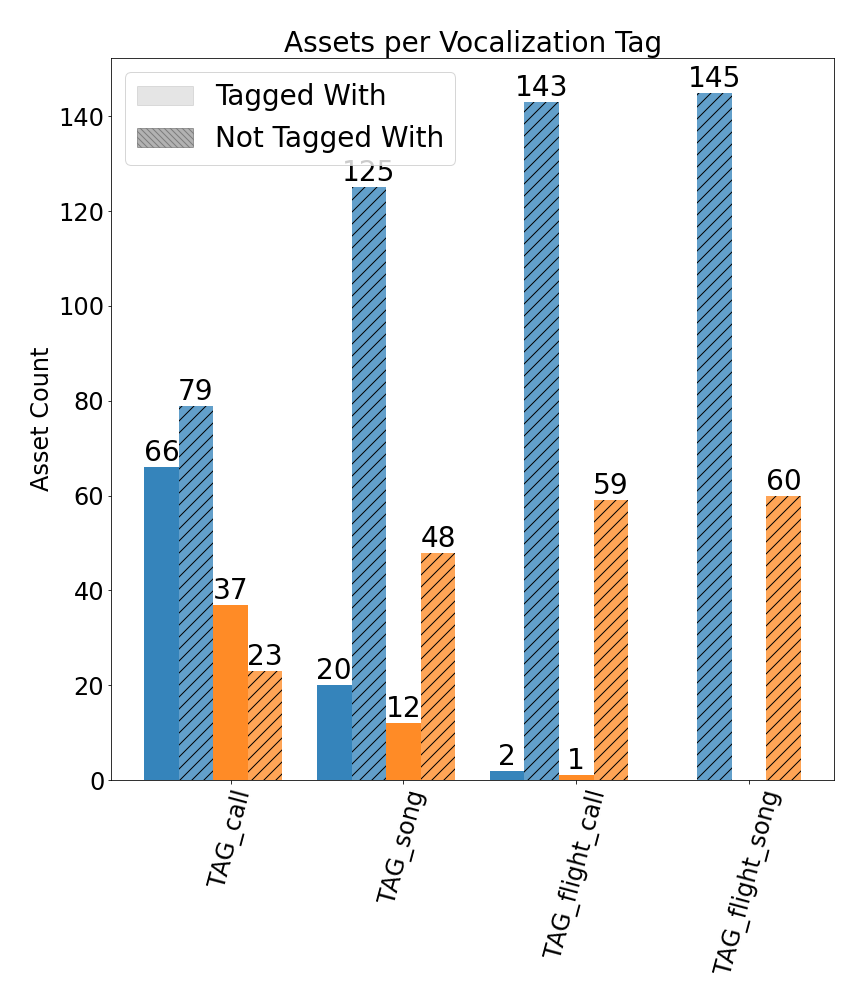 Assets per Vocalization Tag
Tagged With
Not Tagged With
Asset Count
140
120
100
80
60
40
20
0
66
79
37
23
20
125
12
48
2
143
1
59
145
60
TAG_call
TAG_song
TAG_flight_call
TAG_flight_song